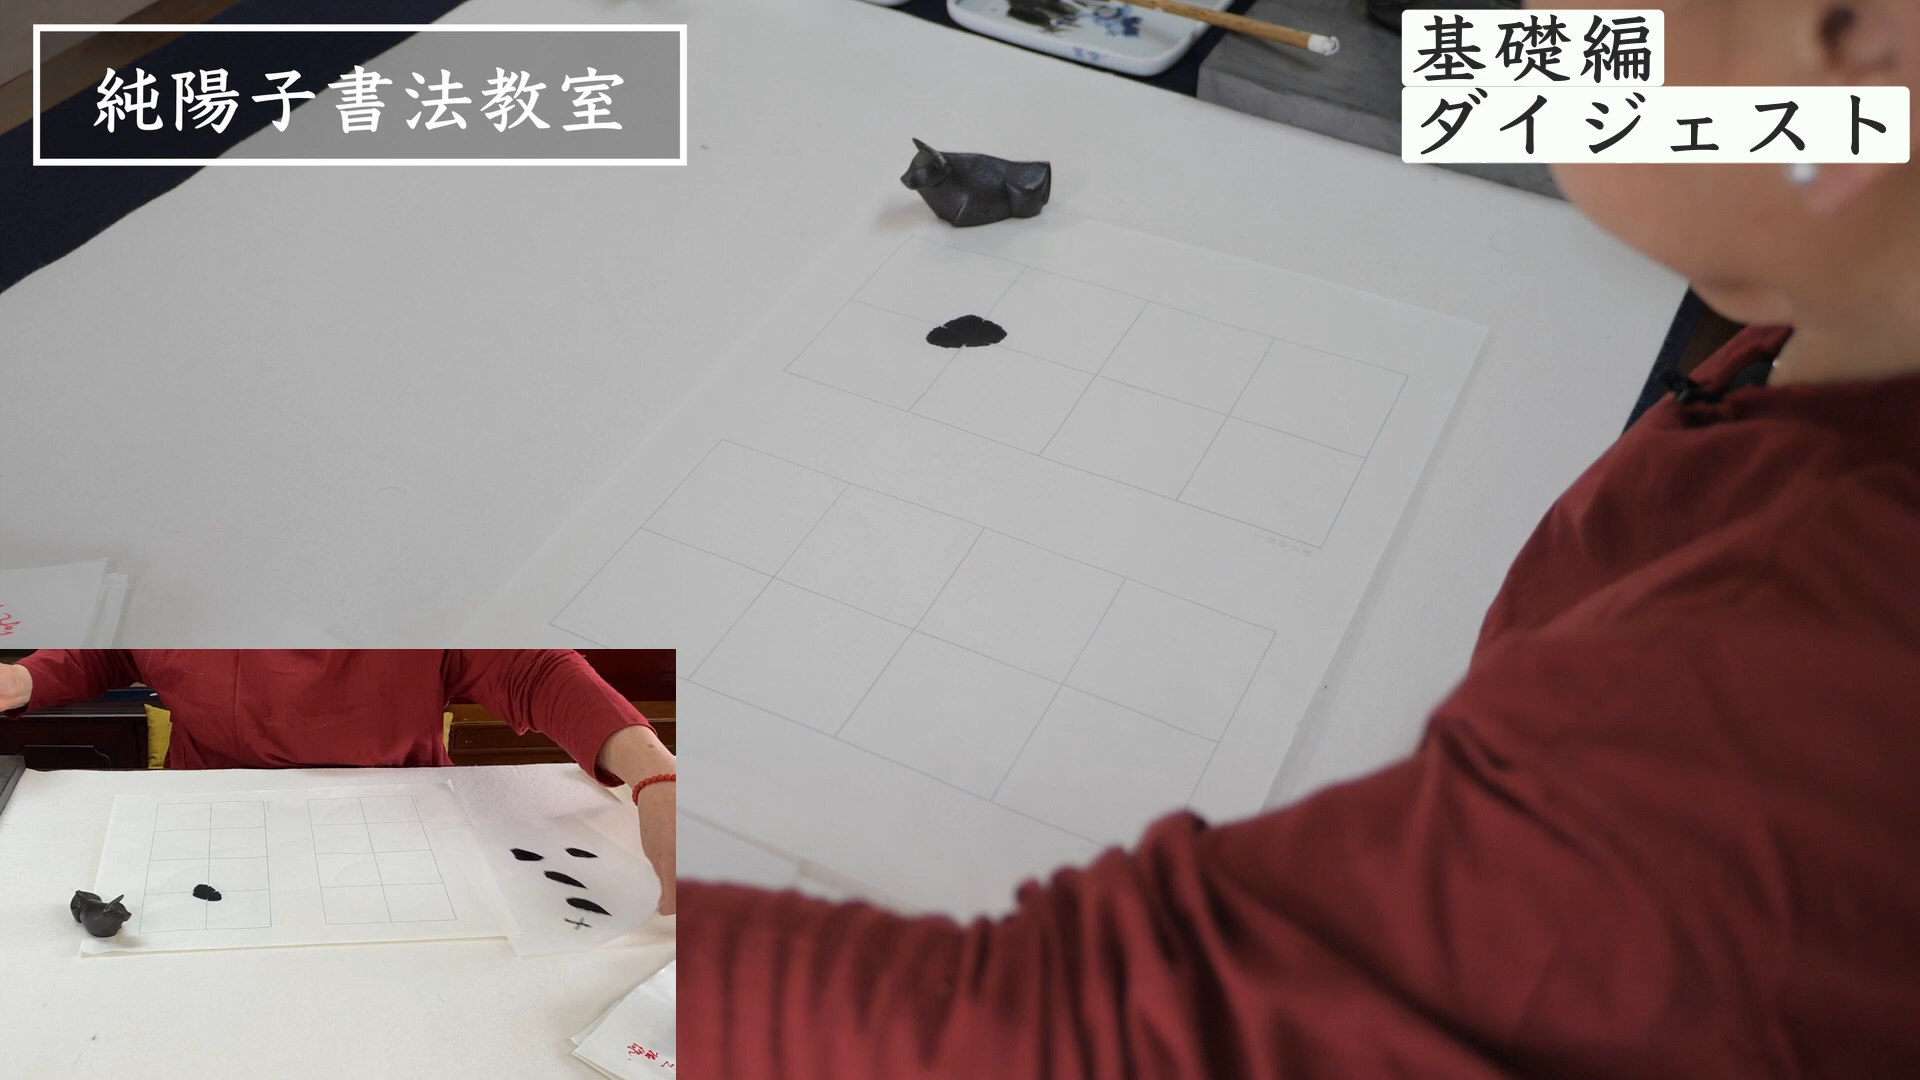 純陽子書法教室
基礎編
ダイジェスト